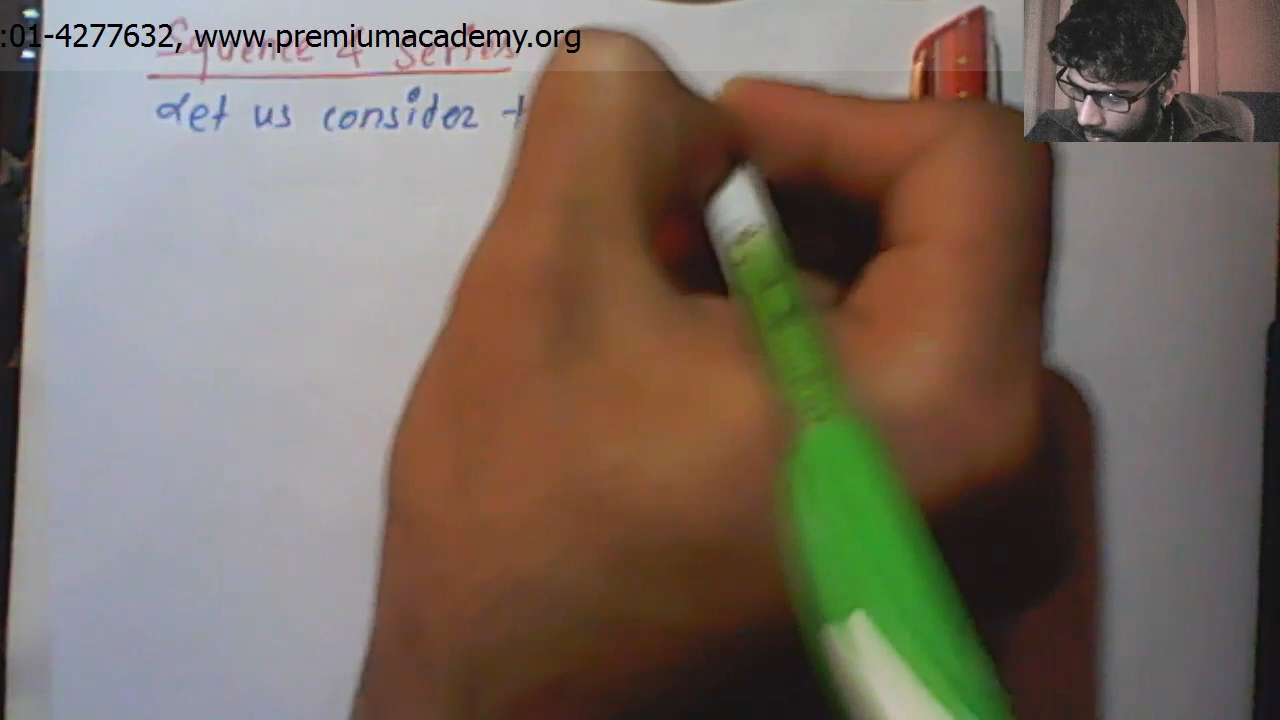 :01-4277632, www.premiumacademy.org
Sequence & series
Let us consider t